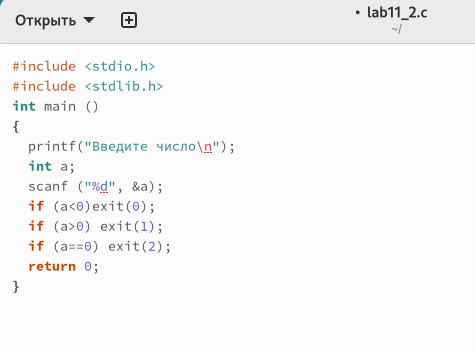 Открыть
• lab11_2.c
~/
#include <stdio.h>
#include <stdlib.h>
int main ()
{
printf("Введите число\n");
int a;
scanf ("%d", &a);
if (a<0)exit(0);
if (a>0) exit(1);
if (a==0) exit(2);
return 0;
}